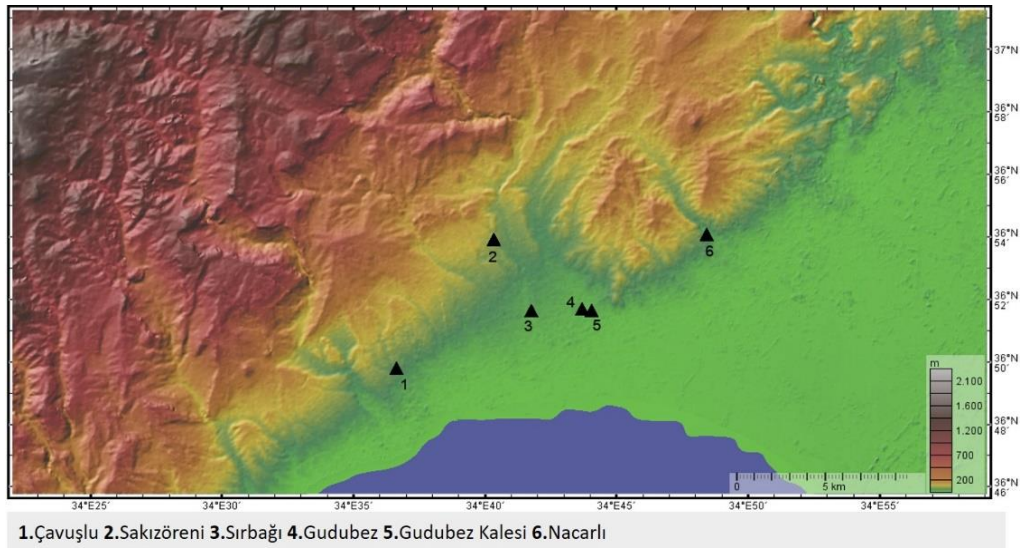 37°N
36°N
58´
36°N
56´
36°N
54´
36°N
52´
36°N
50´
36°N
48´
36°N
46´
2
6
4
3
5
1
m
2.100
1.600
1.200
700
200
0
5 km
34°E25´
34°E30´
34°E35´
34°E40´
34°E45´
34°E50´
34°E55´
1.Çavuşlu 2.Sakızöreni 3.Sırbağı 4.Gudubez 5.Gudubez Kalesi 6.Nacarlı